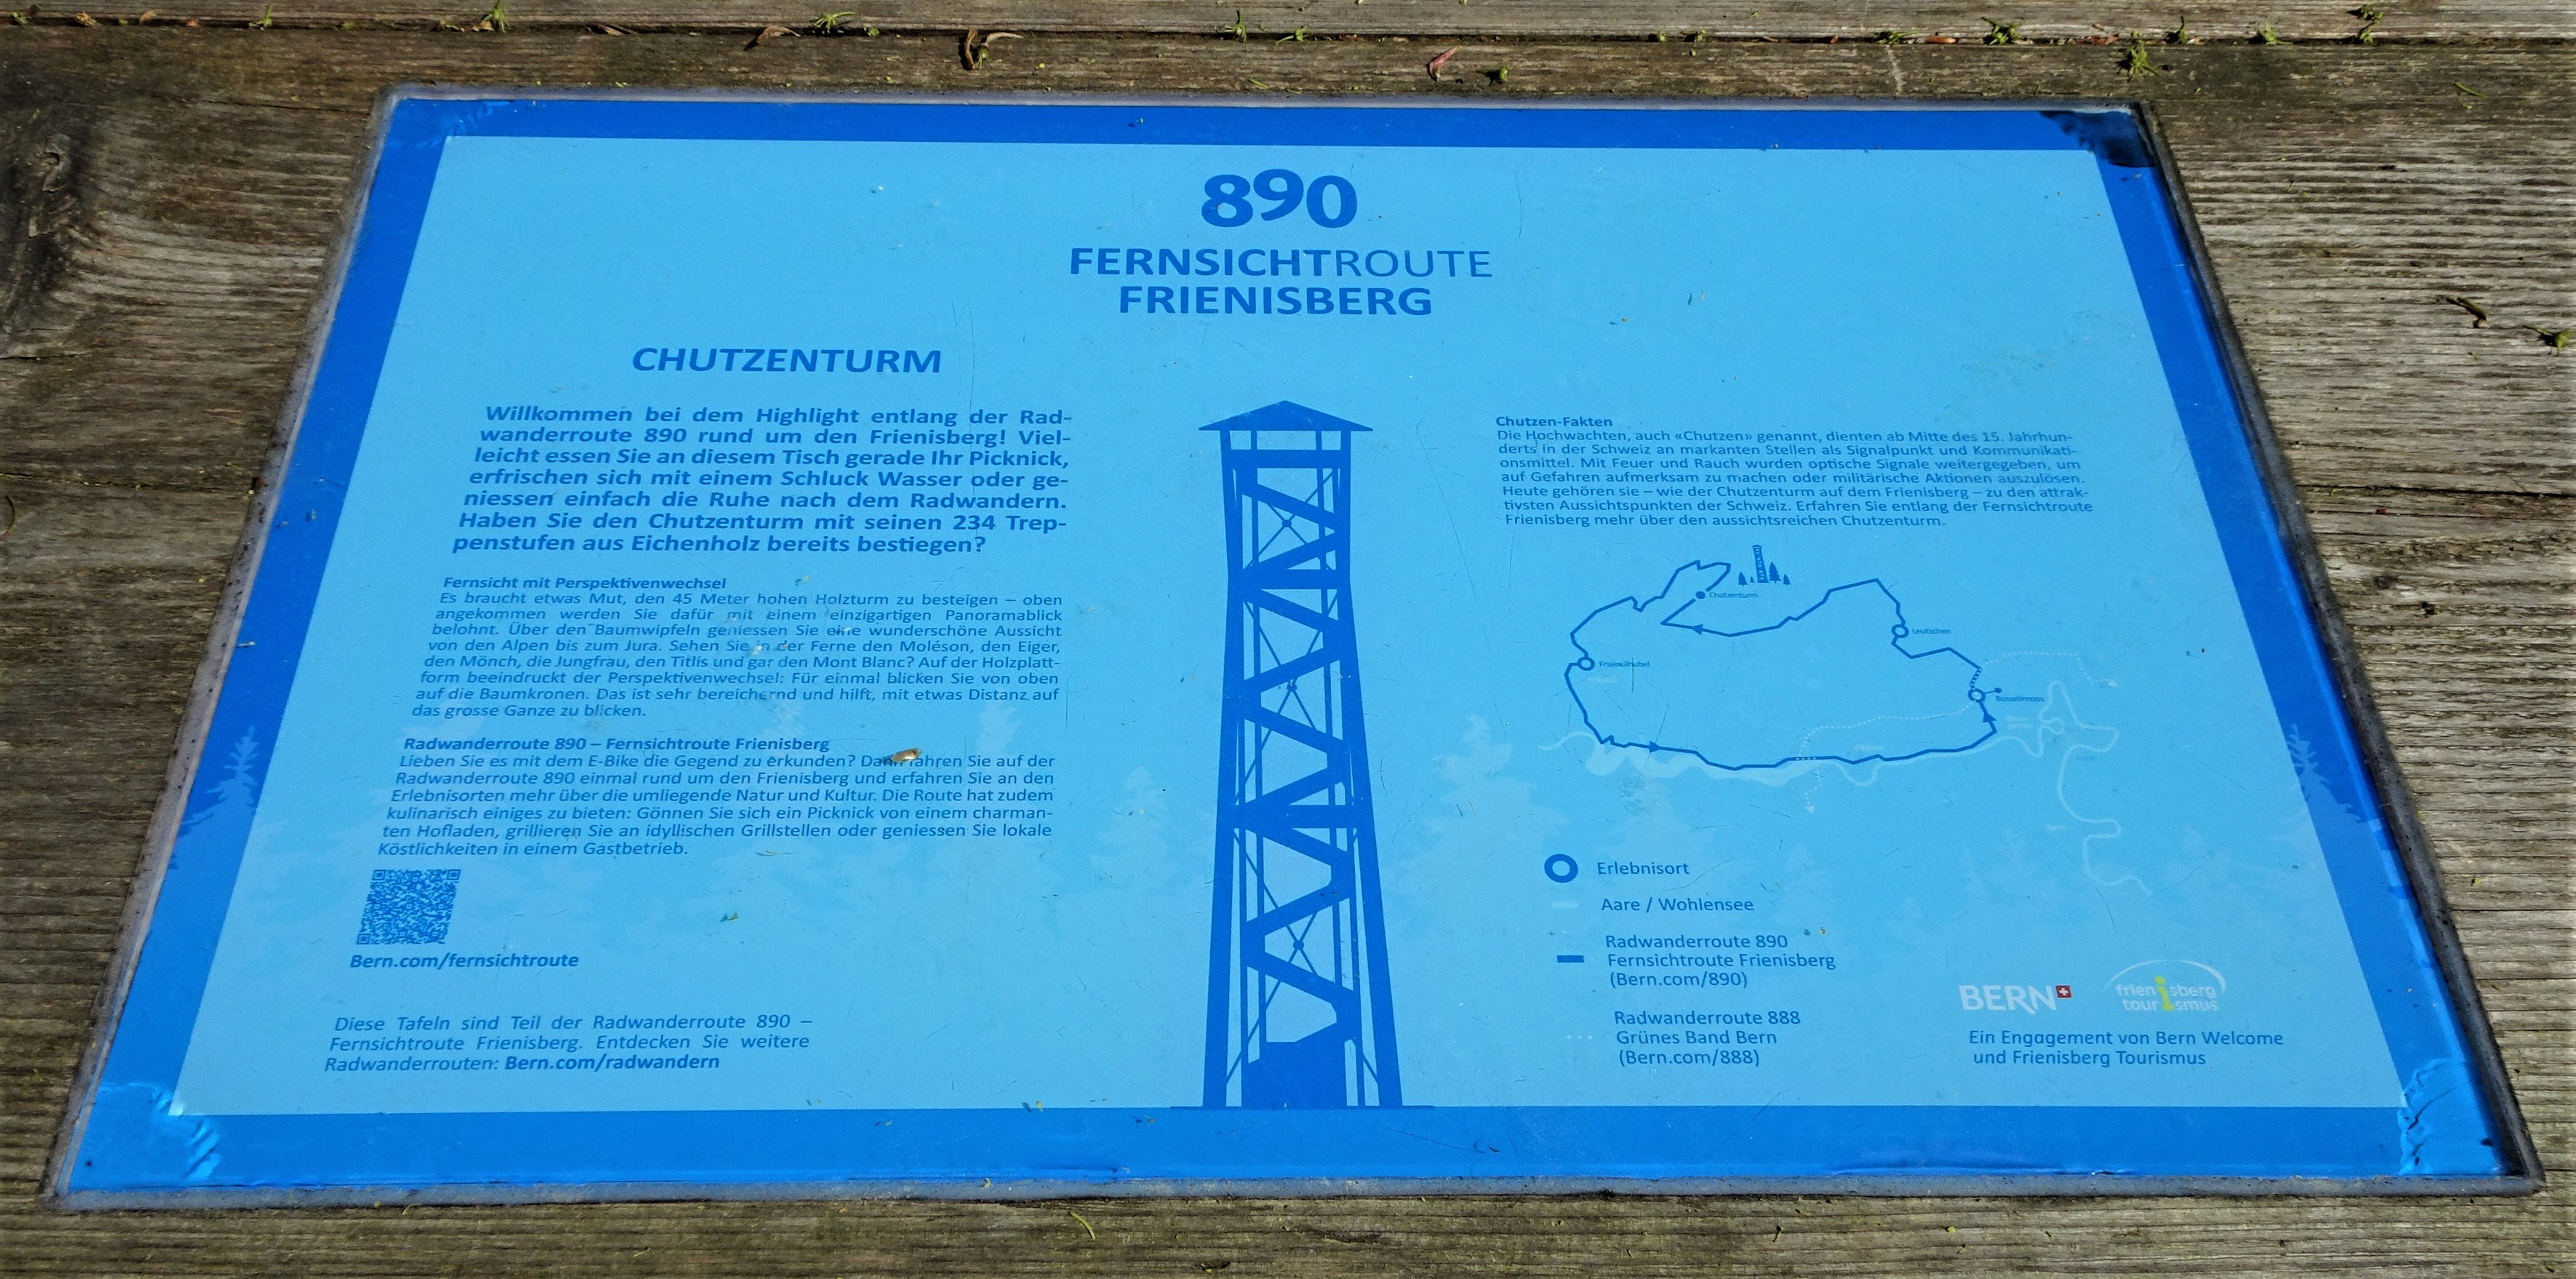 890
FERNSICHTROUTE
FRIENISBERG
CHUTZENTURM
Willkommen bei dem Highlight entlang der Rad-
wanderroute 890 rund um den Frienisberg! Viel-
leicht essen Sie an diesem Tisch gerade Ihr Picknick,
erfrischen sich mit einem Schluck Wasser oder ge-
niessen einfach die Ruhe nach dem Radwandern.
Haben Sie den Chutzenturm mit seinen 234 Trep-
penstufen aus Eichenholz bereits bestiegen?
Fernsicht mit Perspektivenwechsel
Es braucht etwas Mut, den 45 Meter hohen Holzturm zu besteigen – oben
angekommen werden Sie dafür mit einem einzigartigen Panoramablick
belohnt. Über den Baumwipfeln geniessen Sie eine wunderschöne Aussicht
von den Alpen bis zum Jura. Sehen Sie in der Ferne den Moléson, den Eiger,
den Mönch, die Jungfrau, den Titlis und gar den Mont Blanc? Auf der Holzplatt-
form beeindruckt der Perspektivenwechsel: Für einmal blicken Sie von oben
auf die Baumkronen. Das ist sehr bereichernd und hilft, mit etwas Distanz auf
das grosse Ganze zu blicken.
Radwanderroute 890 – Fernsichtroute Frienisberg
Lieben Sie es mit dem E-Bike die Gegend zu erkunden? Dann fahren Sie auf der
Radwanderroute 890 einmal rund um den Frienisberg und erfahren Sie an den
Erlebnisorten mehr über die umliegende Natur und Kultur. Die Route hat zudem
kulinarisch einiges zu bieten: Gönnen Sie sich ein Picknick von einem charman-
ten Hofladen, grillieren Sie an idyllischen Grillstellen oder geniessen Sie lokale
Köstlichkeiten in einem Gastbetrieb.
Bern.com/fernsichtroute
Diese Tafeln sind Teil der Radwanderroute 890 –
Fernsichtroute Frienisberg. Entdecken Sie weitere
Radwanderrouten: Bern.com/radwandern
Chutzen-Fakten
Die Hochwachten, auch «Chutzen» genannt, dienten ab Mitte des 15. Jahrhun-
derts in der Schweiz an markanten Stellen als Signalpunkt und Kommunikati-
onsmittel. Mit Feuer und Rauch wurden optische Signale weitergegeben, um
auf Gefahren aufmerksam zu machen oder militärische Aktionen auszulösen.
Heute gehören sie – wie der Chutzenturm auf dem Frienisberg – zu den attrak-
tivsten Aussichtspunkten der Schweiz. Erfahren Sie entlang der Fernsichtroute
Frienisberg mehr über den aussichtsreichen Chutzenturm.
Chutzenturm
Leutschen
Frieswilhubel
Büsselimoos
Erlebnisort
Aare / Wohlensee
Radwanderroute 890
Fernsichtroute Frienisberg
(Bern.com/890)
Radwanderroute 888
Grünes Band Bern
(Bern.com/888)
BERN
frienisberg
tourismus
Ein Engagement von Bern Welcome
und Frienisberg Tourismus